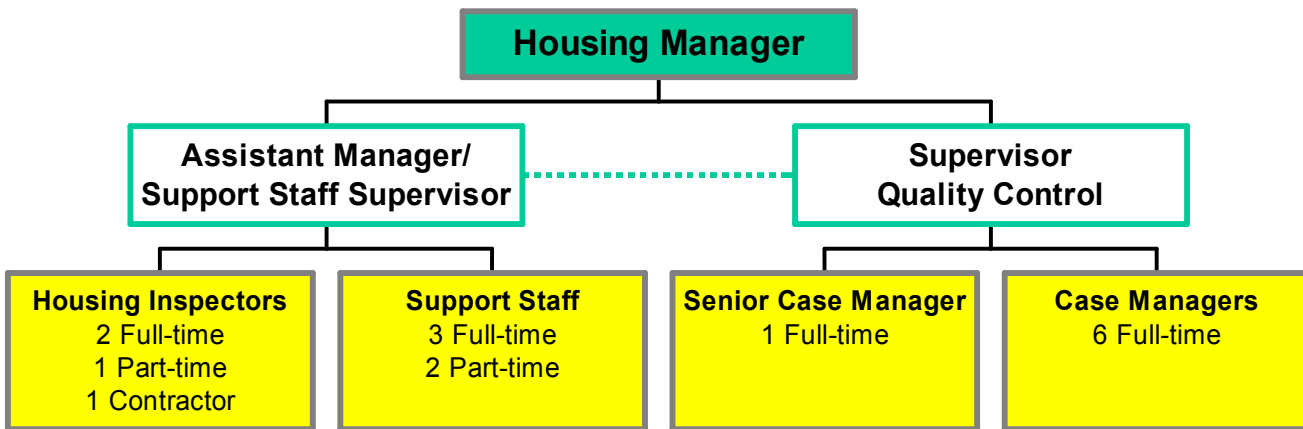 Housing Manager
Assistant Manager/
Support Staff Supervisor
Supervisor
Quality Control
Housing Inspectors
2 Full-time
1 Part-time
1 Contractor
Support Staff
3 Full-time
2 Part-time
Senior Case Manager
1 Full-time
Case Managers
6 Full-time